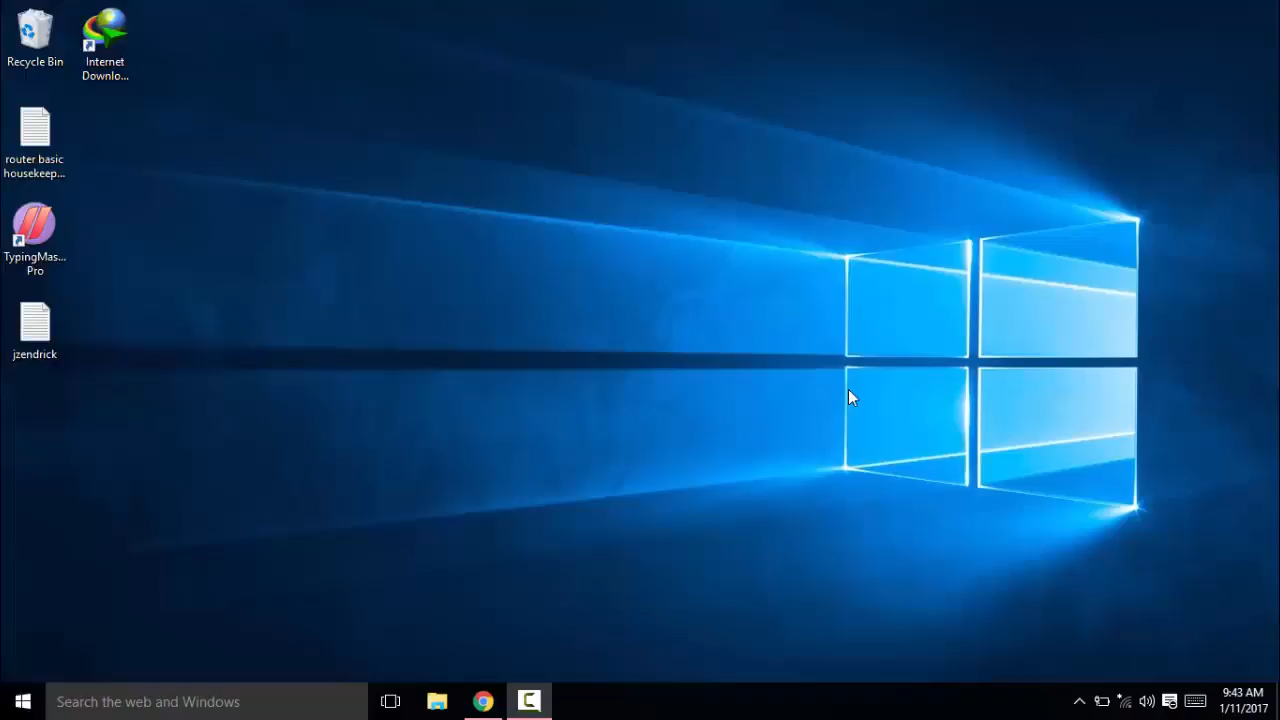 Recycle Bin
Internet
Downlo...
router basic
housekeep...
TypingMas...
Pro
jzendrick
Search the web and Windows
9:43 AM
1/11/2017